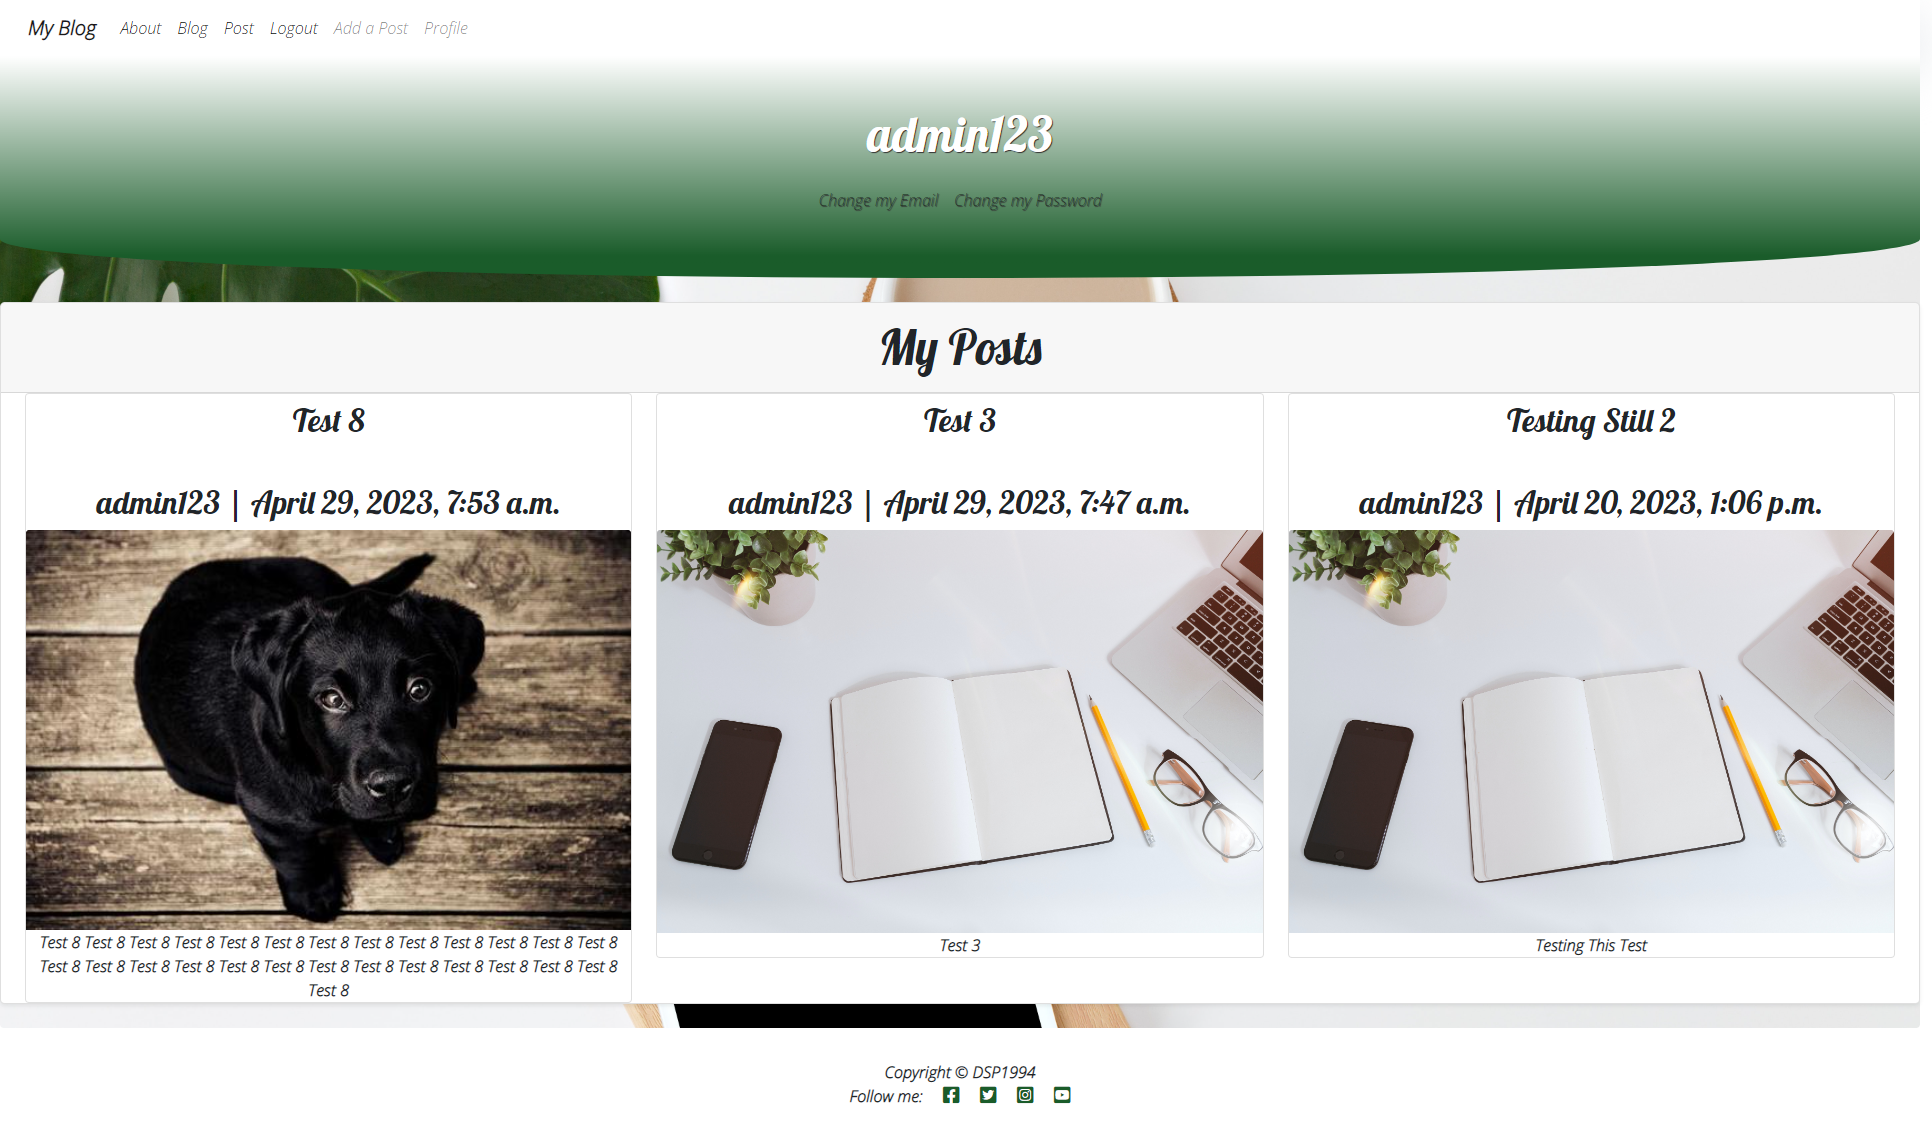 My Blog About Blog Post Logout Add a Post Profile
admin123
Change my Email Change my Password
My Posts
Test 8
admin123 | April 29, 2023, 7:53 a.m.
Test 8 Test 8 Test 8 Test 8 Test 8 Test 8 Test 8 Test 8 Test 8 Test 8 Test 8 Test 8 Test 8
Test 8 Test 8 Test 8 Test 8 Test 8 Test 8 Test 8 Test 8 Test 8 Test 8 Test 8 Test 8 Test 8
Test 8
Test 3
admin123 | April 29, 2023, 7:47 a.m.
Test 3
Testing Still 2
admin123 | April 20, 2023, 1:06 p.m.
Testing This Test
Copyright © DSP1994
Follow me: